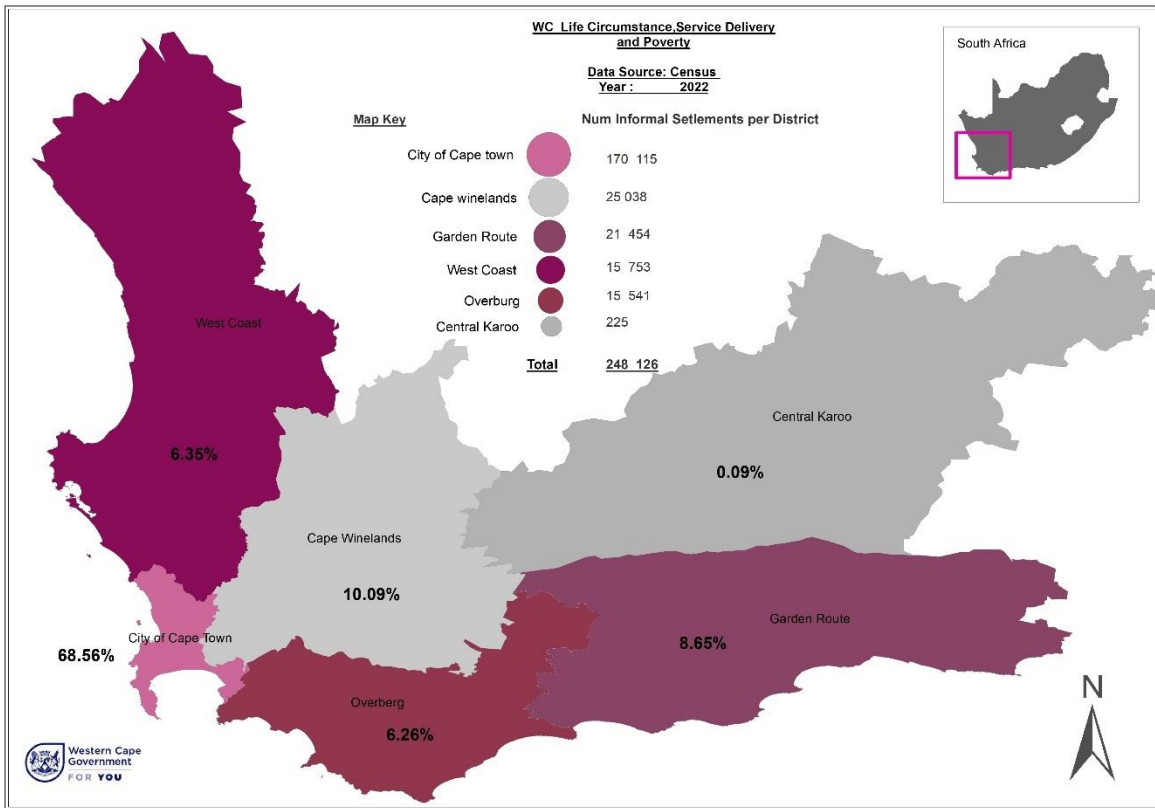 WC Life Circumstance,Service Delivery
and Poverty
Data Source: Census
Year : 2022
South Africa
Map Key
Num Informal Setlements per District
City of Cape town 170 115
Cape winelands 25 038
Garden Route 21 454
West Coast 15 753
Overburg 15 541
Central Karoo 225
Total 248 126
West Coast
6.35%
Central Karoo
0.09%
Cape Winelands
10.09%
City of Cape Town
68.56%
Garden Route
8.65%
Overberg
6.26%
N
Western Cape
Government
FOR YOU